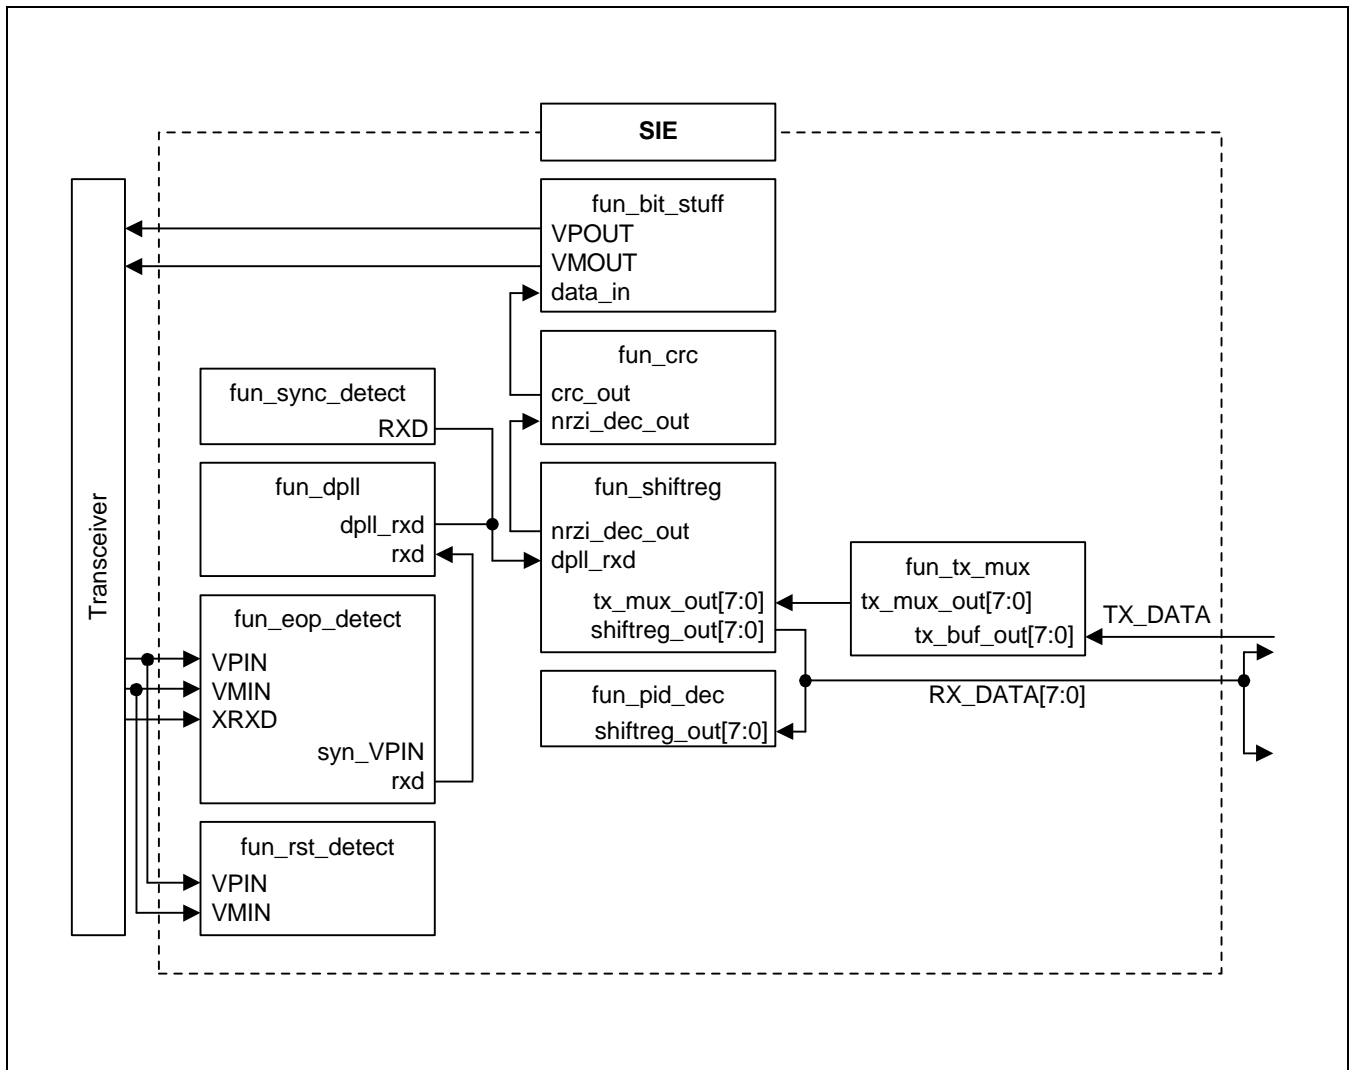 SIE
fun_bit_stuff
VPOUT
VMOUT
data_in
fun_crc
crc_out
nrzi_dec_out
fun_sync_detect
RXD
fun_dpll
dpll_rxd
rxd
fun_shiftreg
nrzi_dec_out
dpll_rxd
tx_mux_out[7:0]
shiftreg_out[7:0]
fun_tx_mux
tx_mux_out[7:0]
tx_buf_out[7:0]
TX_DATA
Transceiver
fun_eop_detect
VPIN
VMIN
XRXD
syn_VPIN
rxd
fun_pid_dec
shiftreg_out[7:0]
RX_DATA[7:0]
fun_rst_detect
VPIN
VMIN